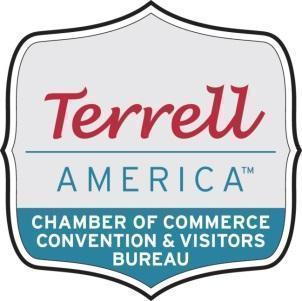 Terrell
AMERICA™
CHAMBER OF COMMERCE
CONVENTION & VISITORS
BUREAU